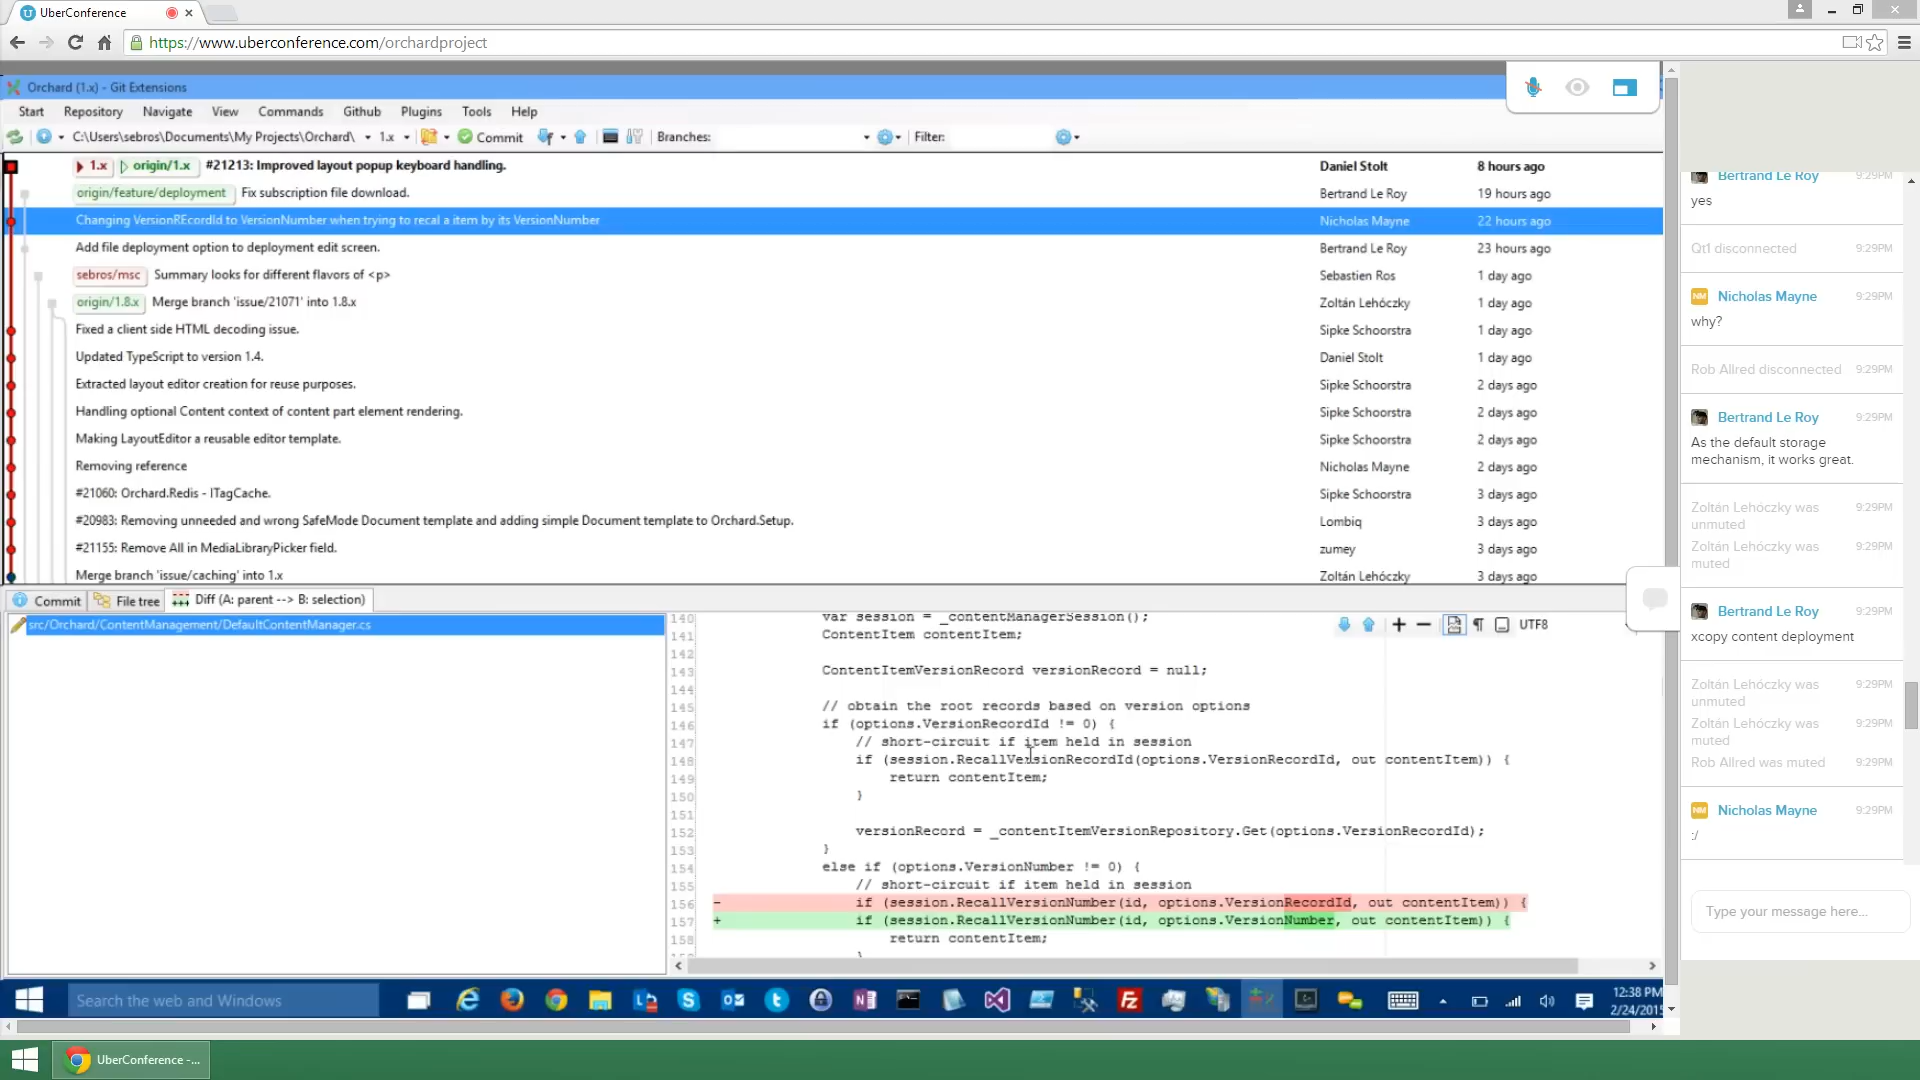 UberConference
https://www.uberconference.com/orchardproject
Orchard (1.x) - Git Extensions
Start Repository Navigate View Commands Github Plugins Tools Help
C:\Users\sebros\Documents\My Projects\Orchard\ 1.x Commit Branches: Filter:
1.x origin/1.x #21213: Improved layout popup keyboard handling. Daniel Stolt 8 hours ago
origin/feature/deployment Fix subscription file download. Bertrand Le Roy 19 hours ago
Changing VersionREcordId to VersionNumber when trying to recal a item by its VersionNumber Nicholas Mayne 22 hours ago
Add file deployment option to deployment edit screen. Bertrand Le Roy 23 hours ago
sebros/msc Summary looks for different flavors of <p> Sebastien Ros 1 day ago
origin/1.8.x Merge branch 'issue/21071' into 1.8.x Zoltán Lehóczky 1 day ago
Fixed a client side HTML decoding issue. Sipke Schoorstra 1 day ago
Updated TypeScript to version 1.4. Daniel Stolt 1 day ago
Extracted layout editor creation for reuse purposes. Sipke Schoorstra 2 days ago
Handling optional Content context of content part element rendering. Sipke Schoorstra 2 days ago
Making LayoutEditor a reusable editor template. Sipke Schoorstra 2 days ago
Removing reference Nicholas Mayne 2 days ago
#21060: Orchard.Redis - ITagCache. Sipke Schoorstra 3 days ago
#20983: Removing unneeded and wrong SafeMode Document template and adding simple Document template to Orchard.Setup. Lombiq 3 days ago
#21155: Remove All in MediaLibraryPicker field. zumey 3 days ago
Merge branch 'issue/caching' into 1.x Zoltán Lehóczky 3 days ago
Commit File tree Diff (A: parent --> B: selection)
src/Orchard/ContentManagement/DefaultContentManager.cs
UTF8
140 var session = _contentManagerSession();
141 ContentItem contentItem;
142
143 ContentItemVersionRecord versionRecord = null;
144
145 // obtain the root records based on version options
146 if (options.VersionRecordId != 0) {
147 // short-circuit if item held in session
148 if (session.RecallVersionRecordId(options.VersionRecordId, out contentItem)) {
149 return contentItem;
150 }
151
152 versionRecord = _contentItemVersionRepository.Get(options.VersionRecordId);
153 }
154 else if (options.VersionNumber != 0) {
155 // short-circuit if item held in session
156 - if (session.RecallVersionNumber(id, options.VersionRecordId, out contentItem)) {
157 + if (session.RecallVersionNumber(id, options.VersionNumber, out contentItem)) {
158 return contentItem;
Search the web and Windows
12:38 PM
2/24/2015
Bertrand Le Roy 9:29PM
yes
Qt1 disconnected 9:29PM
NM Nicholas Mayne 9:29PM
why?
Rob Allred disconnected 9:29PM
Bertrand Le Roy 9:29PM
As the default storage
mechanism, it works great.
Zoltán Lehóczky was 9:29PM
unmuted
Zoltán Lehóczky was 9:29PM
muted
Bertrand Le Roy 9:29PM
xcopy content deployment
Zoltán Lehóczky was 9:29PM
unmuted
Zoltán Lehóczky was 9:29PM
muted
Rob Allred was muted 9:29PM
NM Nicholas Mayne 9:29PM
:/
Type your message here...
UberConference -...